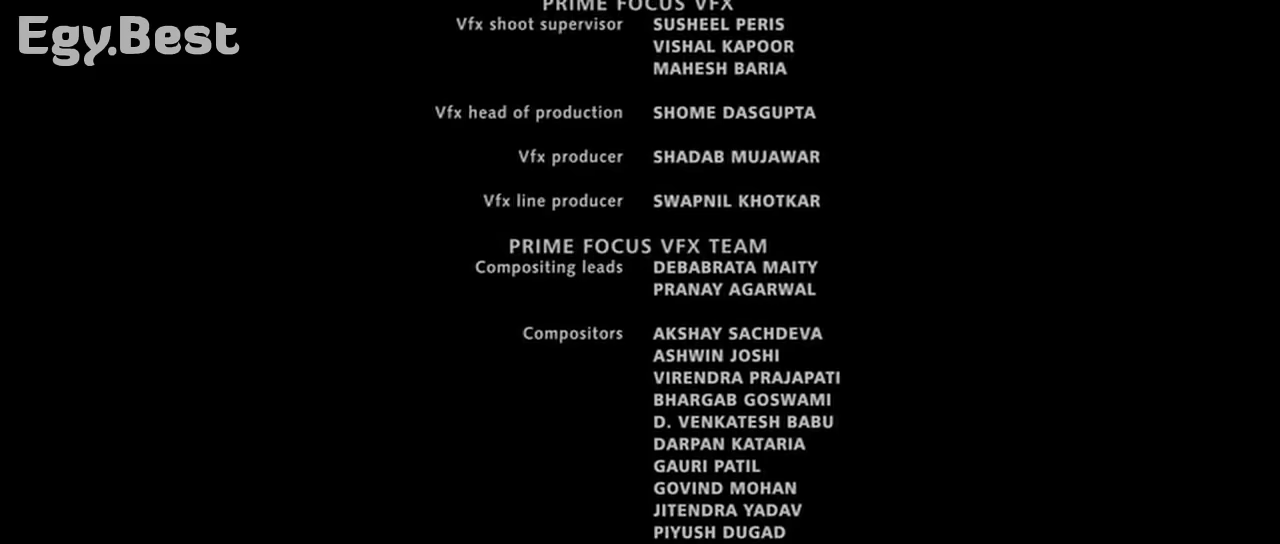 PRIME FOCUS VFX
Egy.Best
Vfx shoot supervisor SUSHEEL PERIS
VISHAL KAPOOR
MAHESH BARIA
Vfx head of production SHOME DASGUPTA
Vfx producer SHADAB MUJAWAR
Vfx line producer SWAPNIL KHOTKAR
PRIME FOCUS VFX TEAM
Compositing leads DEBABRATA MAITY
PRANAY AGARWAL
Compositors AKSHAY SACHDEVA
ASHWIN JOSHI
VIRENDRA PRAJAPATI
BHARGAB GOSWAMI
D. VENKATESH BABU
DARPAN KATARIA
GAURI PATIL
GOVIND MOHAN
JITENDRA YADAV
PIYUSH DUGAD